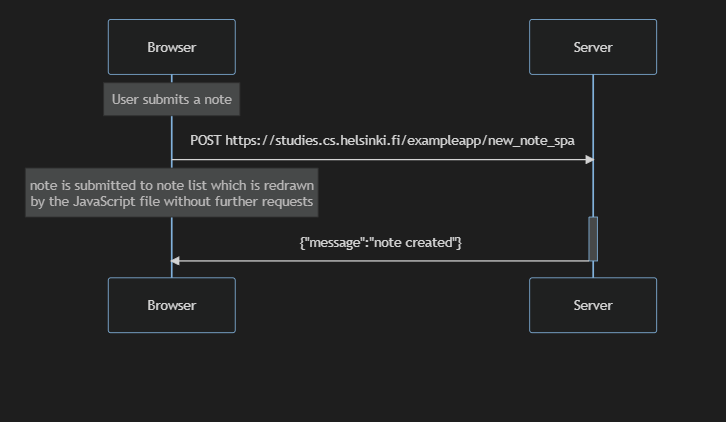 Browser
Server
User submits a note
POST https://studies.cs.helsinki.fi/exampleapp/new_note_spa
note is submitted to note list which is redrawn
by the JavaScript file without further requests
{"message":"note created"}
Browser
Server